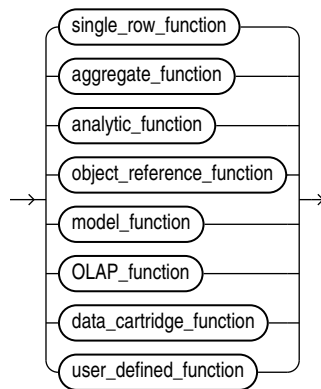 single_row_function
aggregate_function
analytic_function
object_reference_function
model_function
OLAP_function
data_cartridge_function
user_defined_function